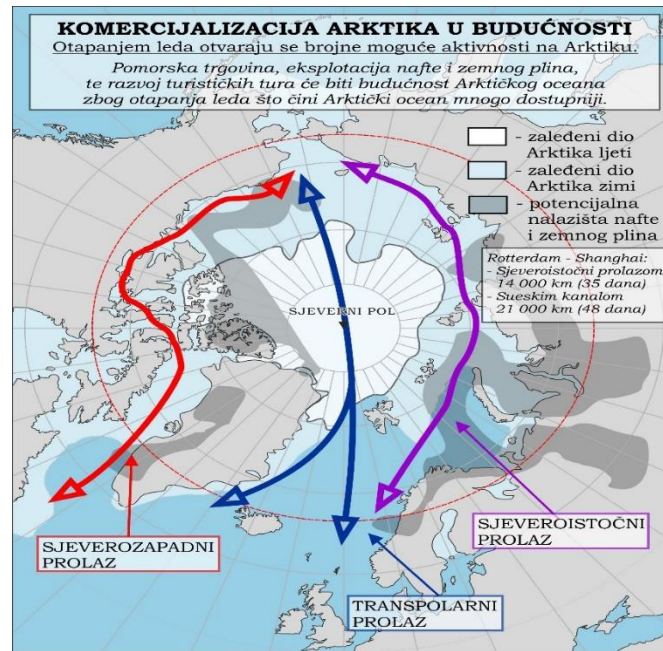 KOMERCIJALIZACIJA ARKTIKA U BUDUĆNOSTI
Otapanjem leda otvaraju se brojne moguće aktivnosti na Arktiku.
Pomorska trgovina, eksplotacija nafte i zemnog plina,
te razvoj turističkih tura će biti budućnost Arktičkog oceana
zbog otapanja leda što čini Arktički ocean mnogo dostupniji.
- zaleđeni dio
Arktika ljeti
- zaleđeni dio
Arktika zimi
- potencijalna
nalazišta nafte
i zemnog plina
Rotterdam - Shanghai:
- Sjeveroistočni prolazom
14 000 km (35 dana)
- Sueskim kanalom
21 000 km (48 dana)
SJEVERNI POL
SJEVEROZAPADNI
PROLAZ
SJEVEROISTOČNI
PROLAZ
TRANSPOLARNI
PROLAZ